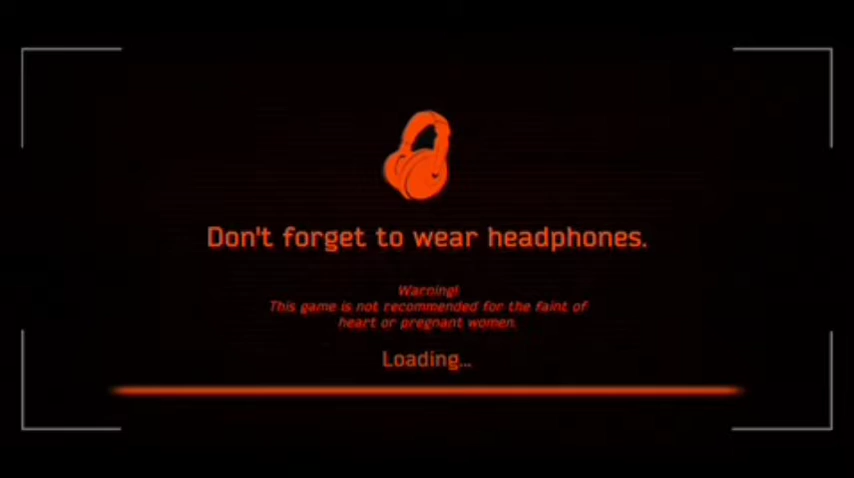 Don't forget to wear headphones.
Warning!
This game is not recommended for the faint of
heart or pregnant women.
Loading...